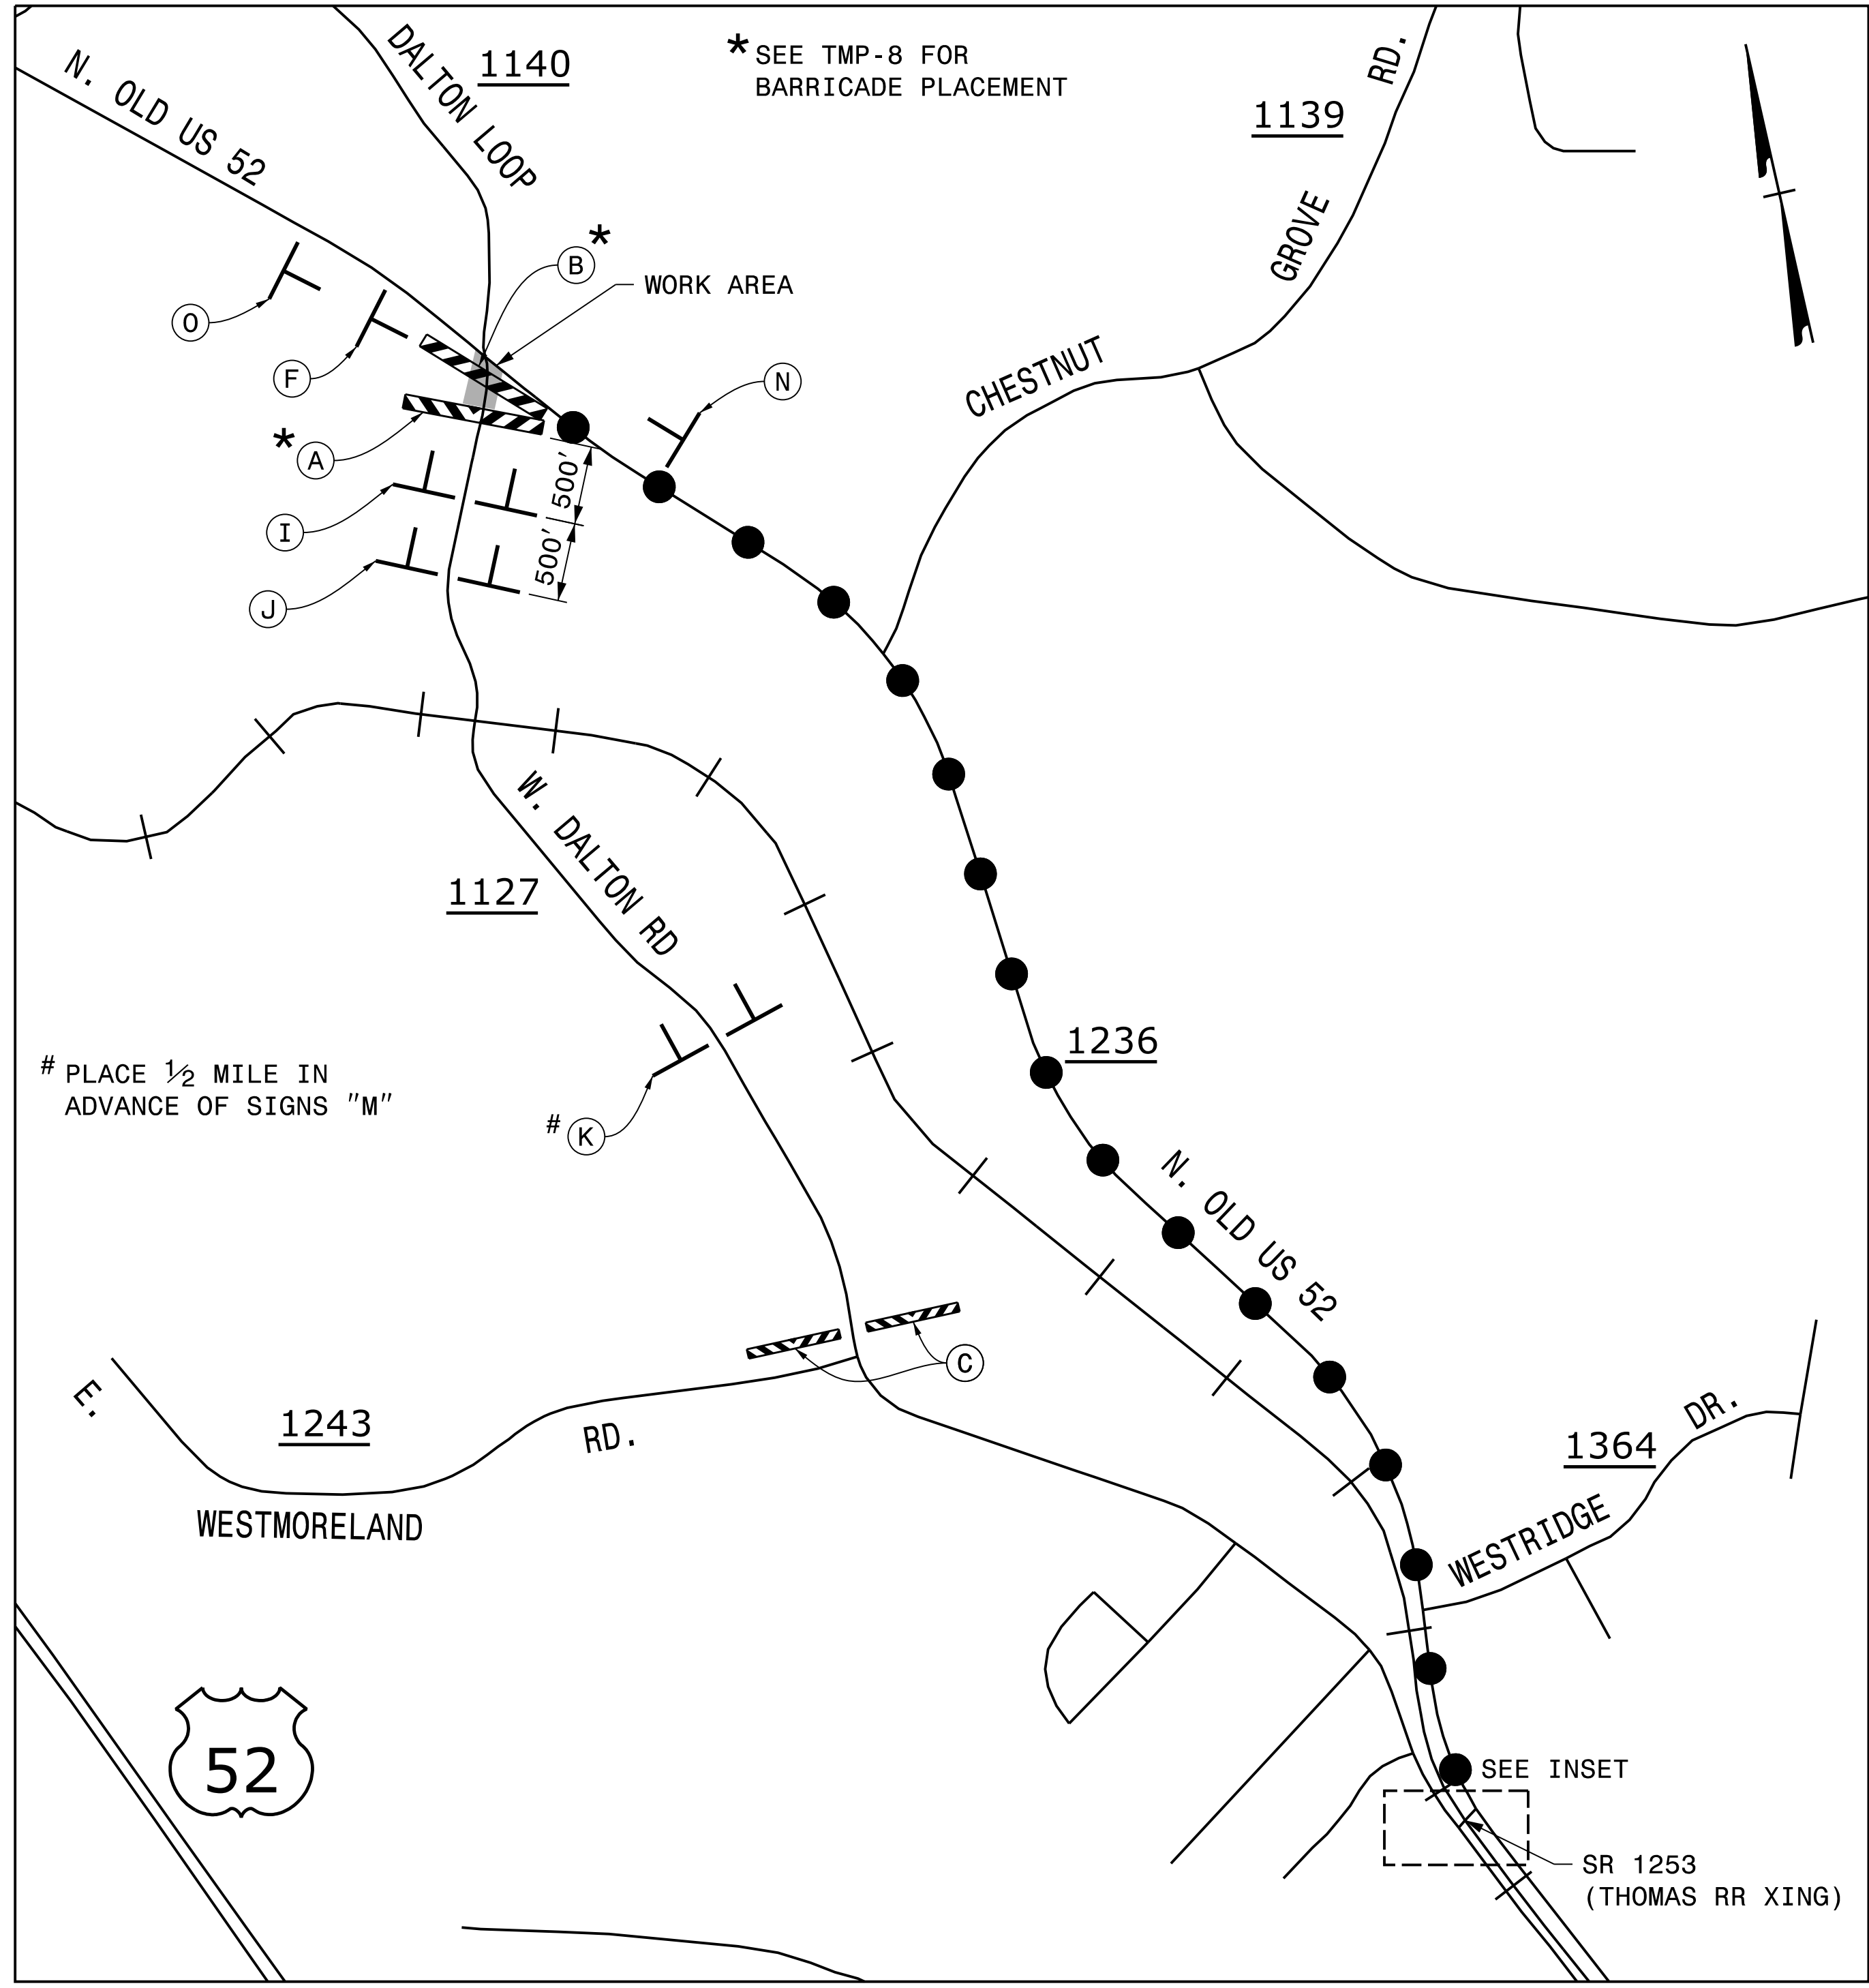 DALTON LOOP
1140
* SEE TMP-8 FOR
BARRICADE PLACEMENT
N. OLD US 52
1139
CHESTNUT GROVE RD.
B *
WORK AREA
O
F
N
* A
500'
I
500'
J
W. DALTON RD
1127
1236
# PLACE 1/2 MILE IN
ADVANCE OF SIGNS "M"
# K
N. OLD US 52
C
E. WESTMORELAND RD.
1243
1364
WESTRIDGE DR.
52
SEE INSET
SR 1253
(THOMAS RR XING)